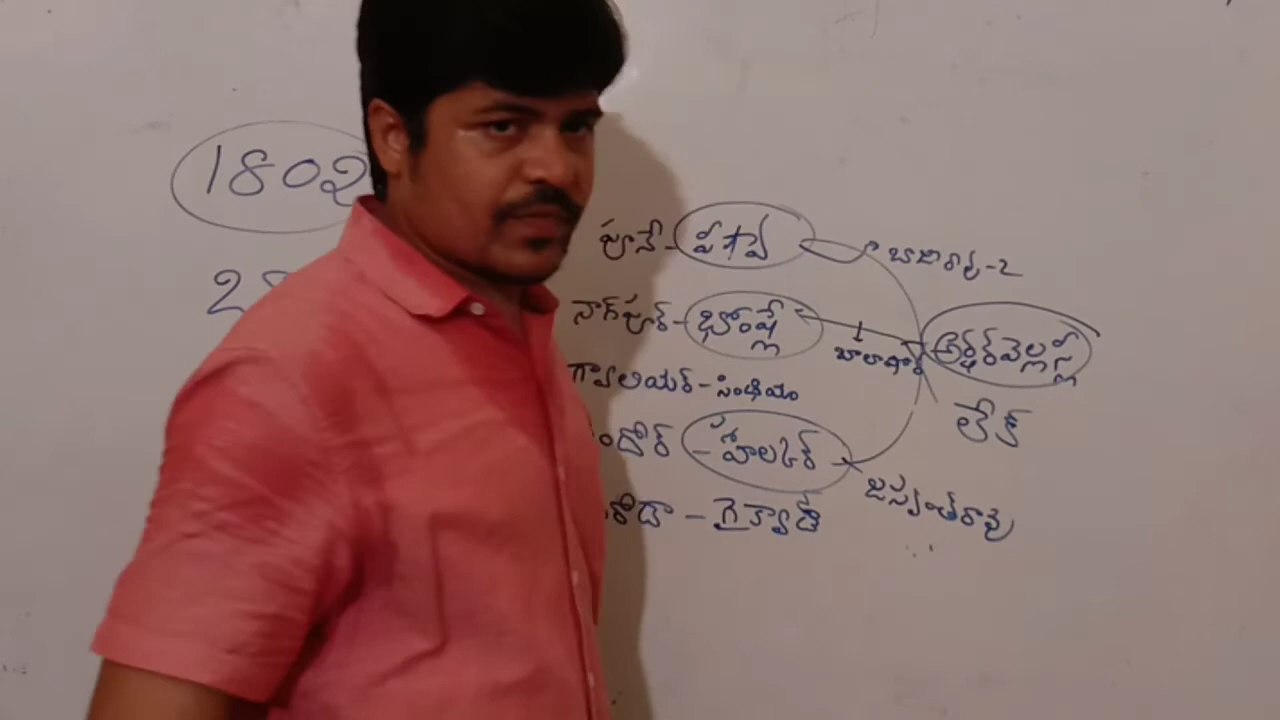 1802
పూనే - పీష్వా బాజీరావు-2
నాగ్‌పూర్ - భోంస్లే ఆర్థర్‌వెల్లస్లీ
గ్వాలియర్ - సింథియా లేక్
ండోర్ - హోల్కర్ జస్వంత్‌రావు
రోడా - గైక్వాడ్